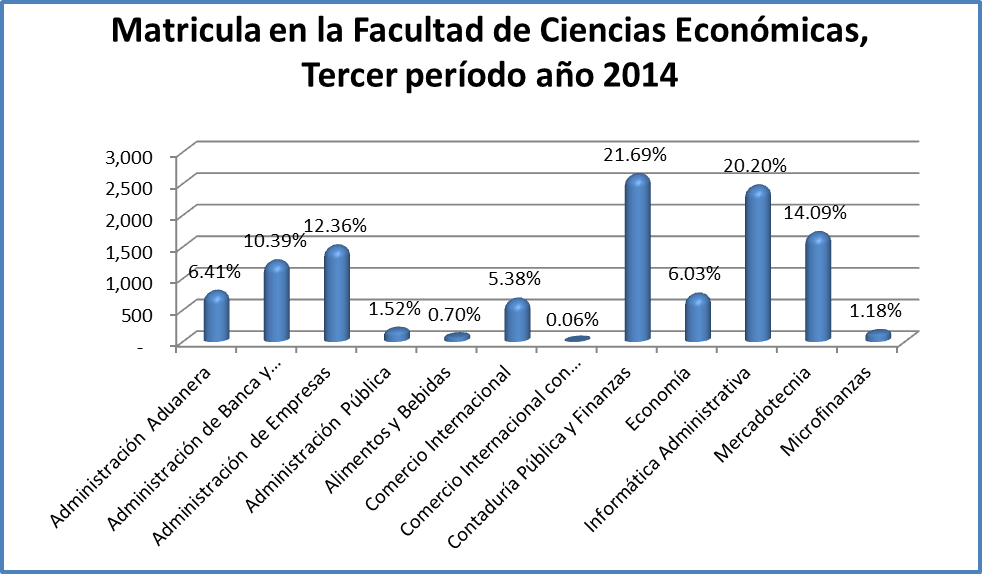 Matricula en la Facultad de Ciencias Económicas,
Tercer período año 2014
3,000
2,500
2,000
1,500
1,000
500
-
6.41%
10.39%
12.36%
1.52%
0.70%
5.38%
0.06%
21.69%
6.03%
20.20%
14.09%
1.18%
Administración Aduanera
Administración de Banca y...
Administración de Empresas
Administración Pública
Alimentos y Bebidas
Comercio Internacional
Comercio Internacional con...
Contaduría Pública y Finanzas
Economía
Informática Administrativa
Mercadotecnia
Microfinanzas